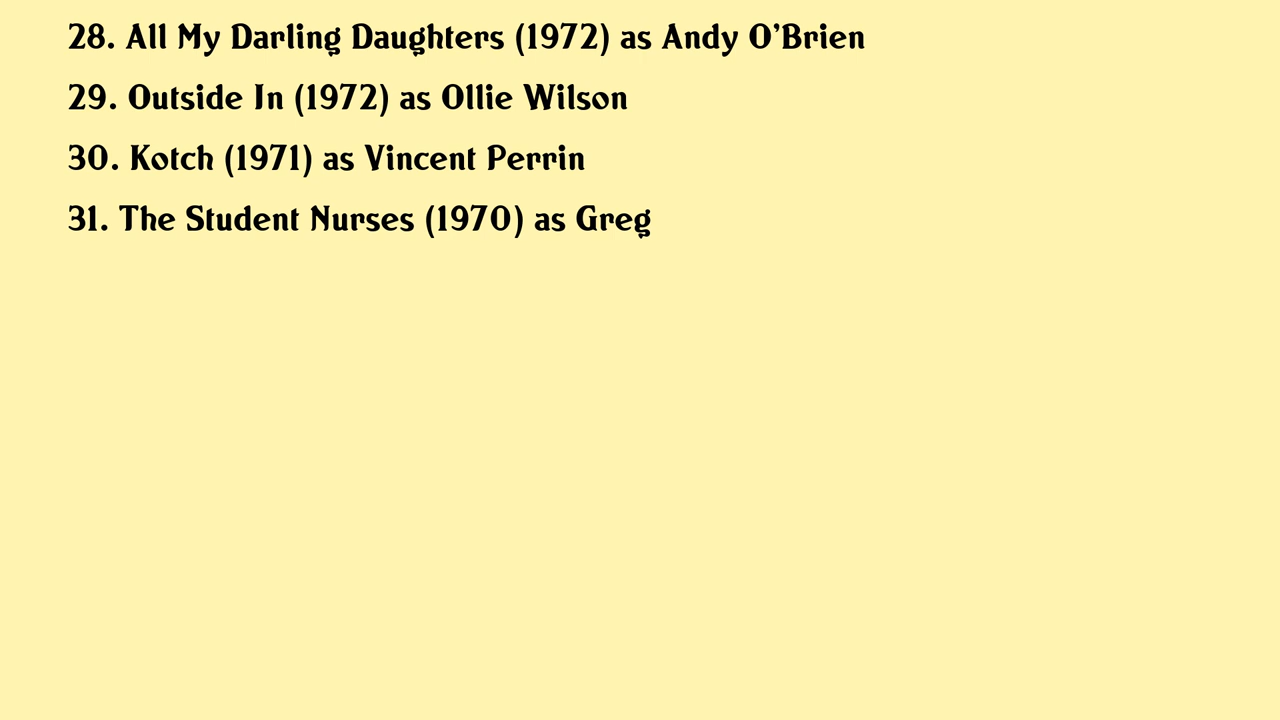 28. All My Darling Daughters (1972) as Andy O’Brien
29. Outside In (1972) as Ollie Wilson
30. Kotch (1971) as Vincent Perrin
31. The Student Nurses (1970) as Greg